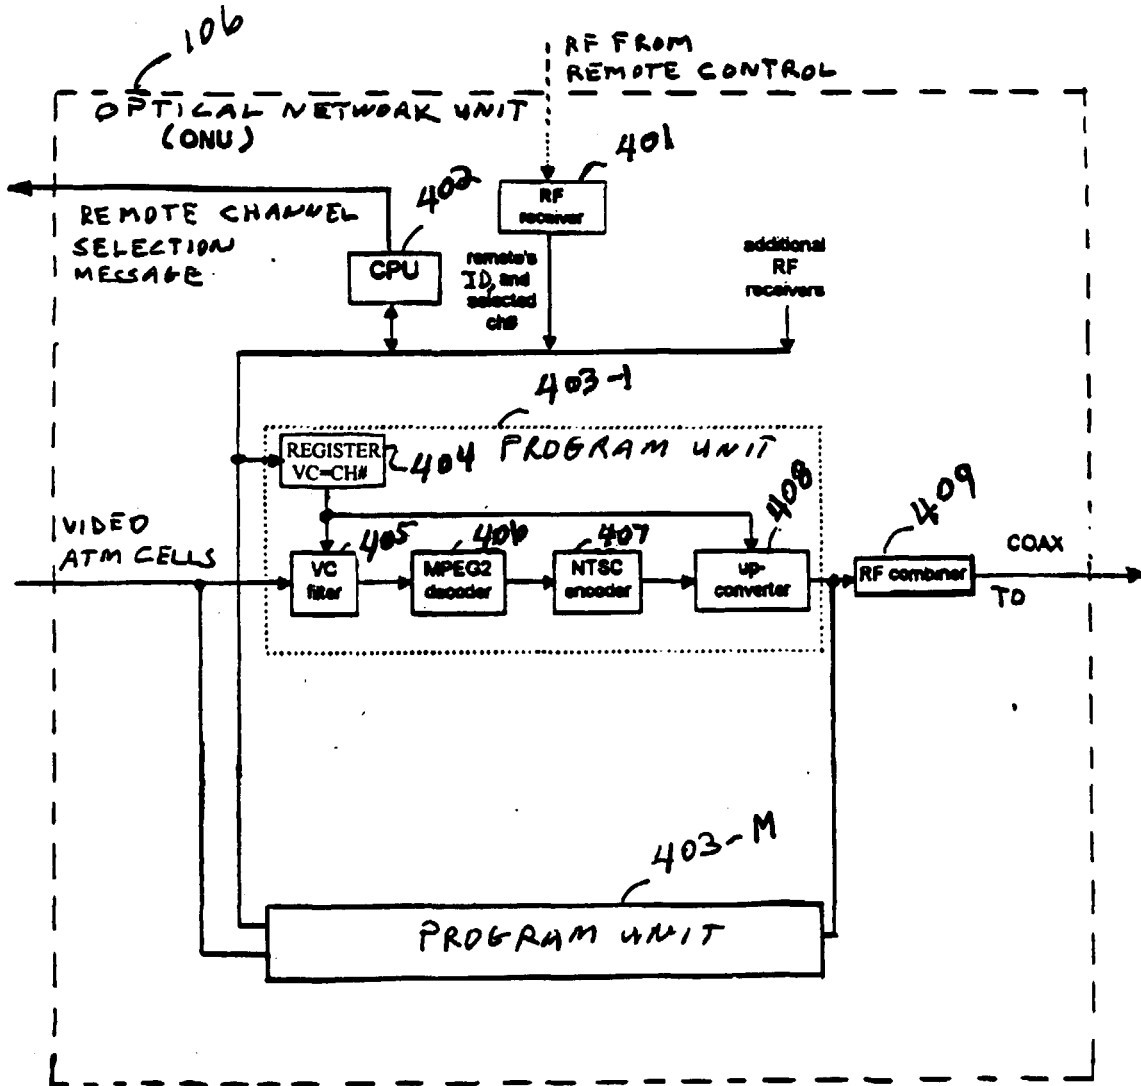 106
RF FROM
REMOTE CONTROL
OPTICAL NETWORK UNIT
(ONU)
401
402
RF
receiver
REMOTE CHANNEL
SELECTION
MESSAGE
CPU
remote's
ID, and
selected
ch#
additional
RF
receivers
403-1
REGISTER
VC=CH#
404
PROGRAM UNIT
408
409
VIDEO
ATM CELLS
405
406
407
VC
filter
MPEG2
decoder
NTSC
encoder
up-
converter
RF combiner
COAX
TO
403-M
PROGRAM UNIT